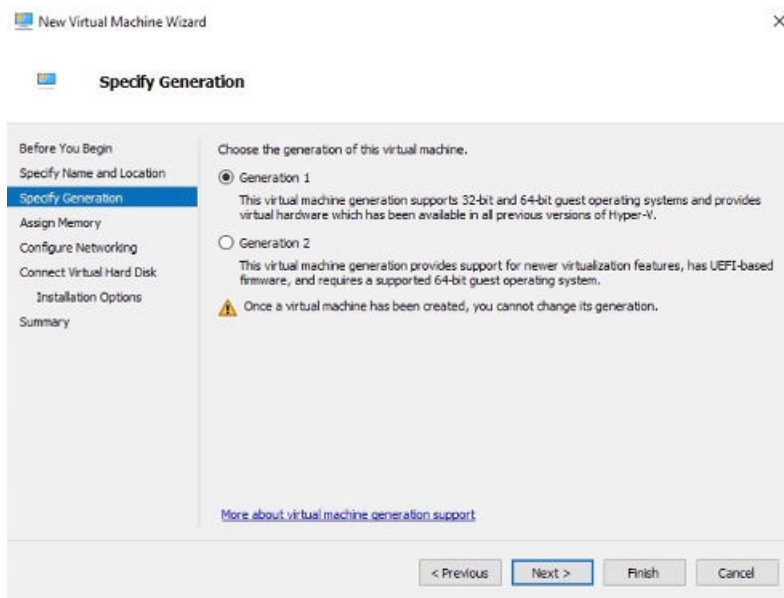 New Virtual Machine Wizard
Specify Generation
Before You Begin
Specify Name and Location
Specify Generation
Assign Memory
Configure Networking
Connect Virtual Hard Disk
Installation Options
Summary
Choose the generation of this virtual machine.
Generation 1
This virtual machine generation supports 32-bit and 64-bit guest operating systems and provides
virtual hardware which has been available in all previous versions of Hyper-V.
Generation 2
This virtual machine generation provides support for newer virtualization features, has UEFI-based
firmware, and requires a supported 64-bit guest operating system.
Once a virtual machine has been created, you cannot change its generation.
More about virtual machine generation support
< Previous
Next >
Finish
Cancel